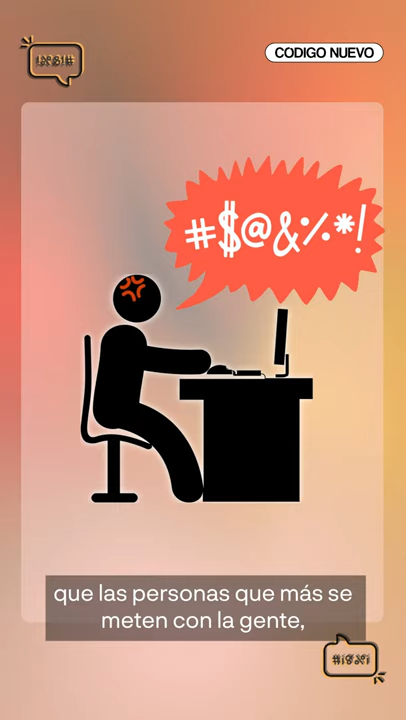 CODIGO NUEVO
#$@&%*!
que las personas que más se
meten con la gente,